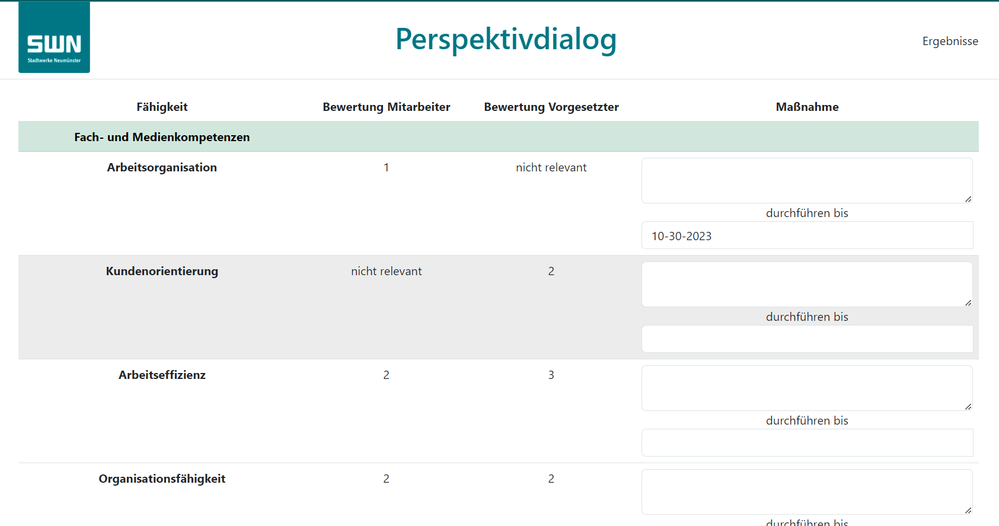 SWN
Stadtwerke Neumünster
Perspektivdialog
Ergebnisse
Fähigkeit Bewertung Mitarbeiter Bewertung Vorgesetzter Maßnahme
Fach- und Medienkompetenzen
Arbeitsorganisation 1 nicht relevant
durchführen bis
10-30-2023
Kundenorientierung nicht relevant 2
durchführen bis
Arbeitseffizienz 2 3
durchführen bis
Organisationsfähigkeit 2 2
durchführen bis